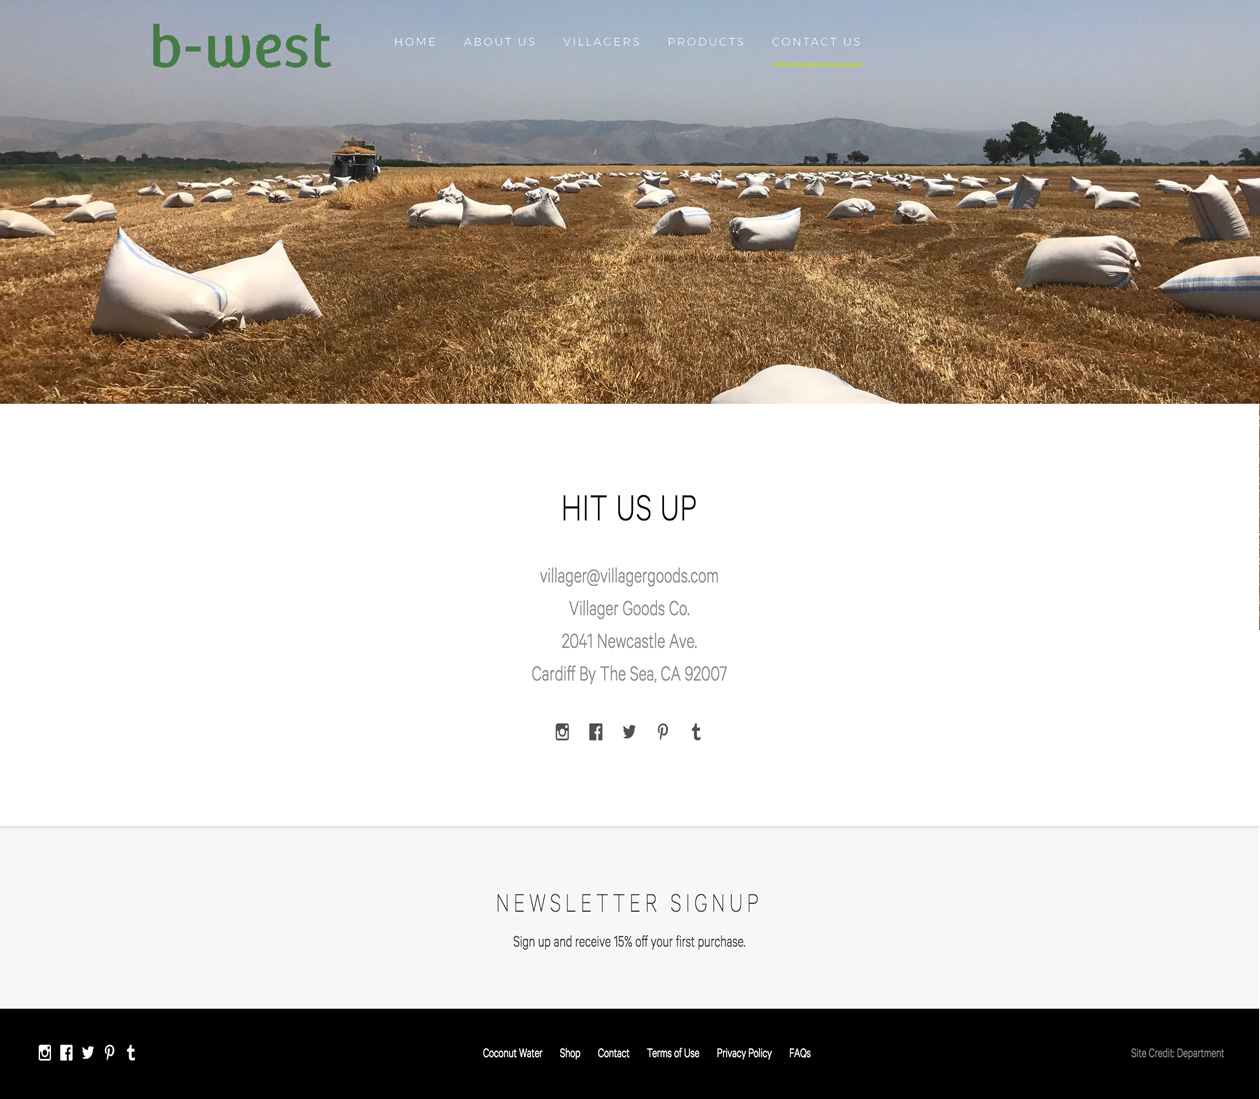 b-west
HOME ABOUT US VILLAGERS PRODUCTS CONTACT US
HIT US UP
villager@villagergoods.com
Villager Goods Co.
2041 Newcastle Ave.
Cardiff By The Sea, CA 92007
NEWSLETTER SIGNUP
Sign up and receive 15% off your first purchase.
Coconut Water Shop Contact Terms of Use Privacy Policy FAQs
Site Credit: Department